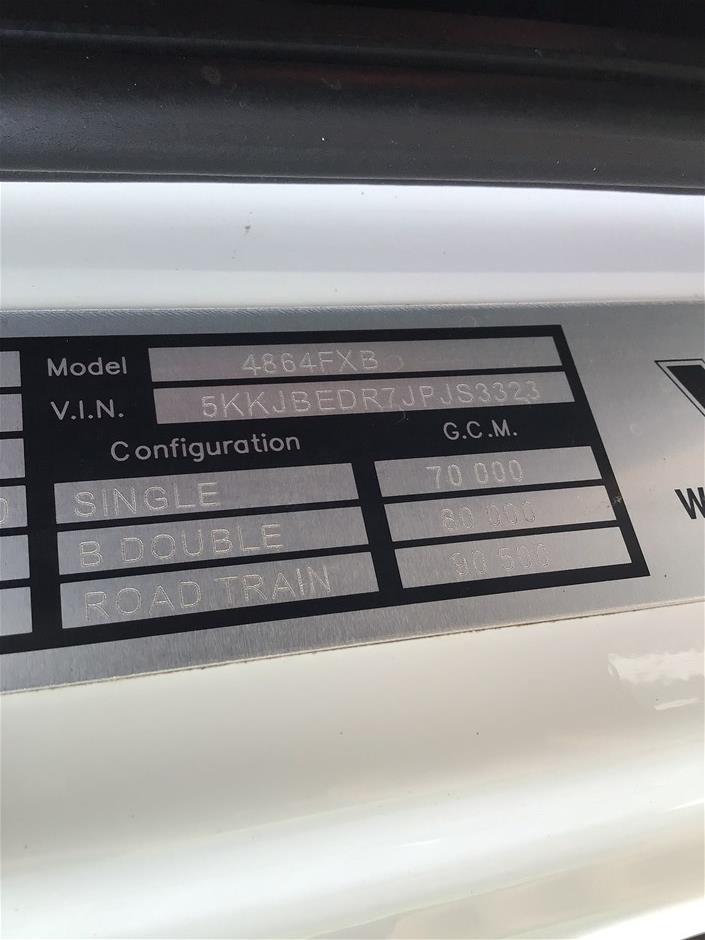 Model 4864FXB
V.I.N. 5KKJBEDR7JPJS3323
Configuration G.C.M.
SINGLE 70 000
B DOUBLE 80 000
ROAD TRAIN 90 500